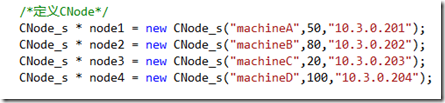 /*定义CNode*/
CNode_s * node1 = new CNode_s("machineA",50,"10.3.0.201");
CNode_s * node2 = new CNode_s("machineB",80,"10.3.0.202");
CNode_s * node3 = new CNode_s("machineC",20,"10.3.0.203");
CNode_s * node4 = new CNode_s("machineD",100,"10.3.0.204");